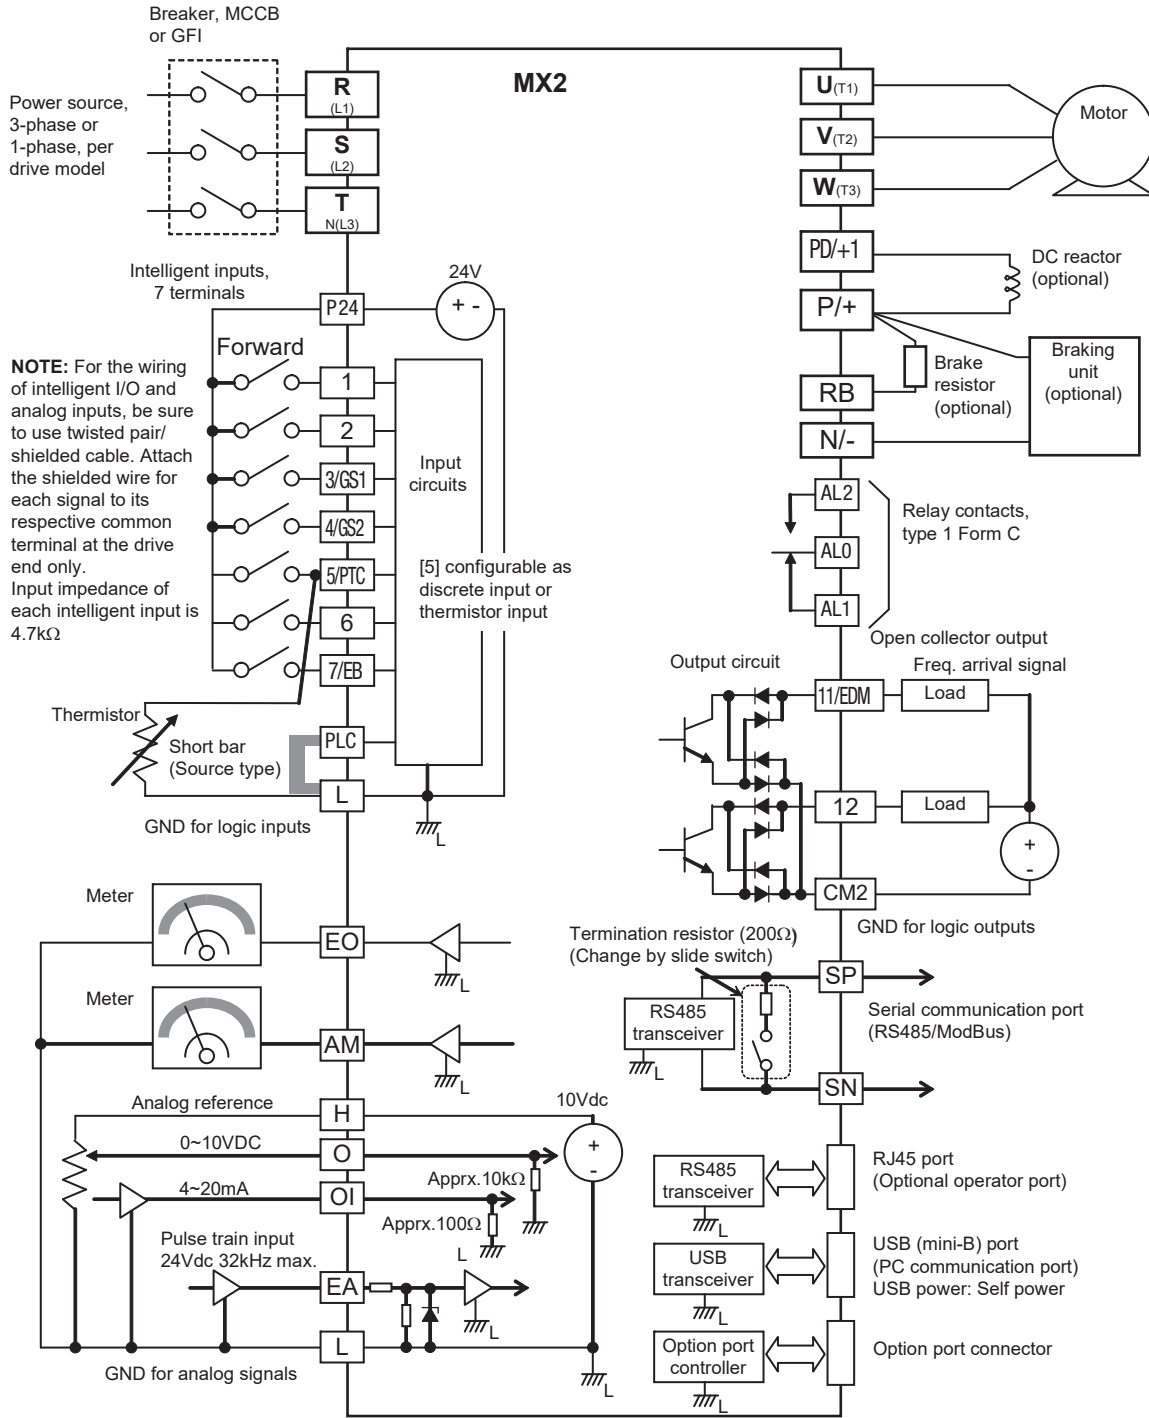 Breaker, MCCB
or GFI
MX2
Power source,
3-phase or
1-phase, per
drive model
R
(L1)
S
(L2)
T
N(L3)
U(T1)
V(T2)
W(T3)
Motor
PD/+1
P/+
DC reactor
(optional)
Brake
resistor
(optional)
Braking
unit
(optional)
RB
N/-
Intelligent inputs,
7 terminals
24V
+ -
P24
Forward
NOTE: For the wiring
of intelligent I/O and
analog inputs, be sure
to use twisted pair/
shielded cable. Attach
the shielded wire for
each signal to its
respective common
terminal at the drive
end only.
Input impedance of
each intelligent input is
4.7kΩ
1
2
3/GS1
4/GS2
5/PTC
6
7/EB
Input
circuits
[5] configurable as
discrete input or
thermistor input
AL2
AL0
AL1
Relay contacts,
type 1 Form C
Thermistor
Short bar
(Source type)
PLC
L
L
GND for logic inputs
Open collector output
Output circuit
Freq. arrival signal
11/EDM
Load
12
Load
+
-
CM2
GND for logic outputs
Meter
EO
L
Meter
AM
L
Termination resistor (200Ω)
(Change by slide switch)
SP
RS485
transceiver
L
Serial communication port
(RS485/ModBus)
SN
Analog reference
H
10Vdc
+
-
0~10VDC
O
Apprx.10kΩ
4~20mA
OI
Apprx.100Ω
L
Pulse train input
24Vdc 32kHz max.
EA
L
L
GND for analog signals
L
RS485
transceiver
L
RJ45 port
(Optional operator port)
USB
transceiver
L
USB (mini-B) port
(PC communication port)
USB power: Self power
Option port
controller
L
Option port connector